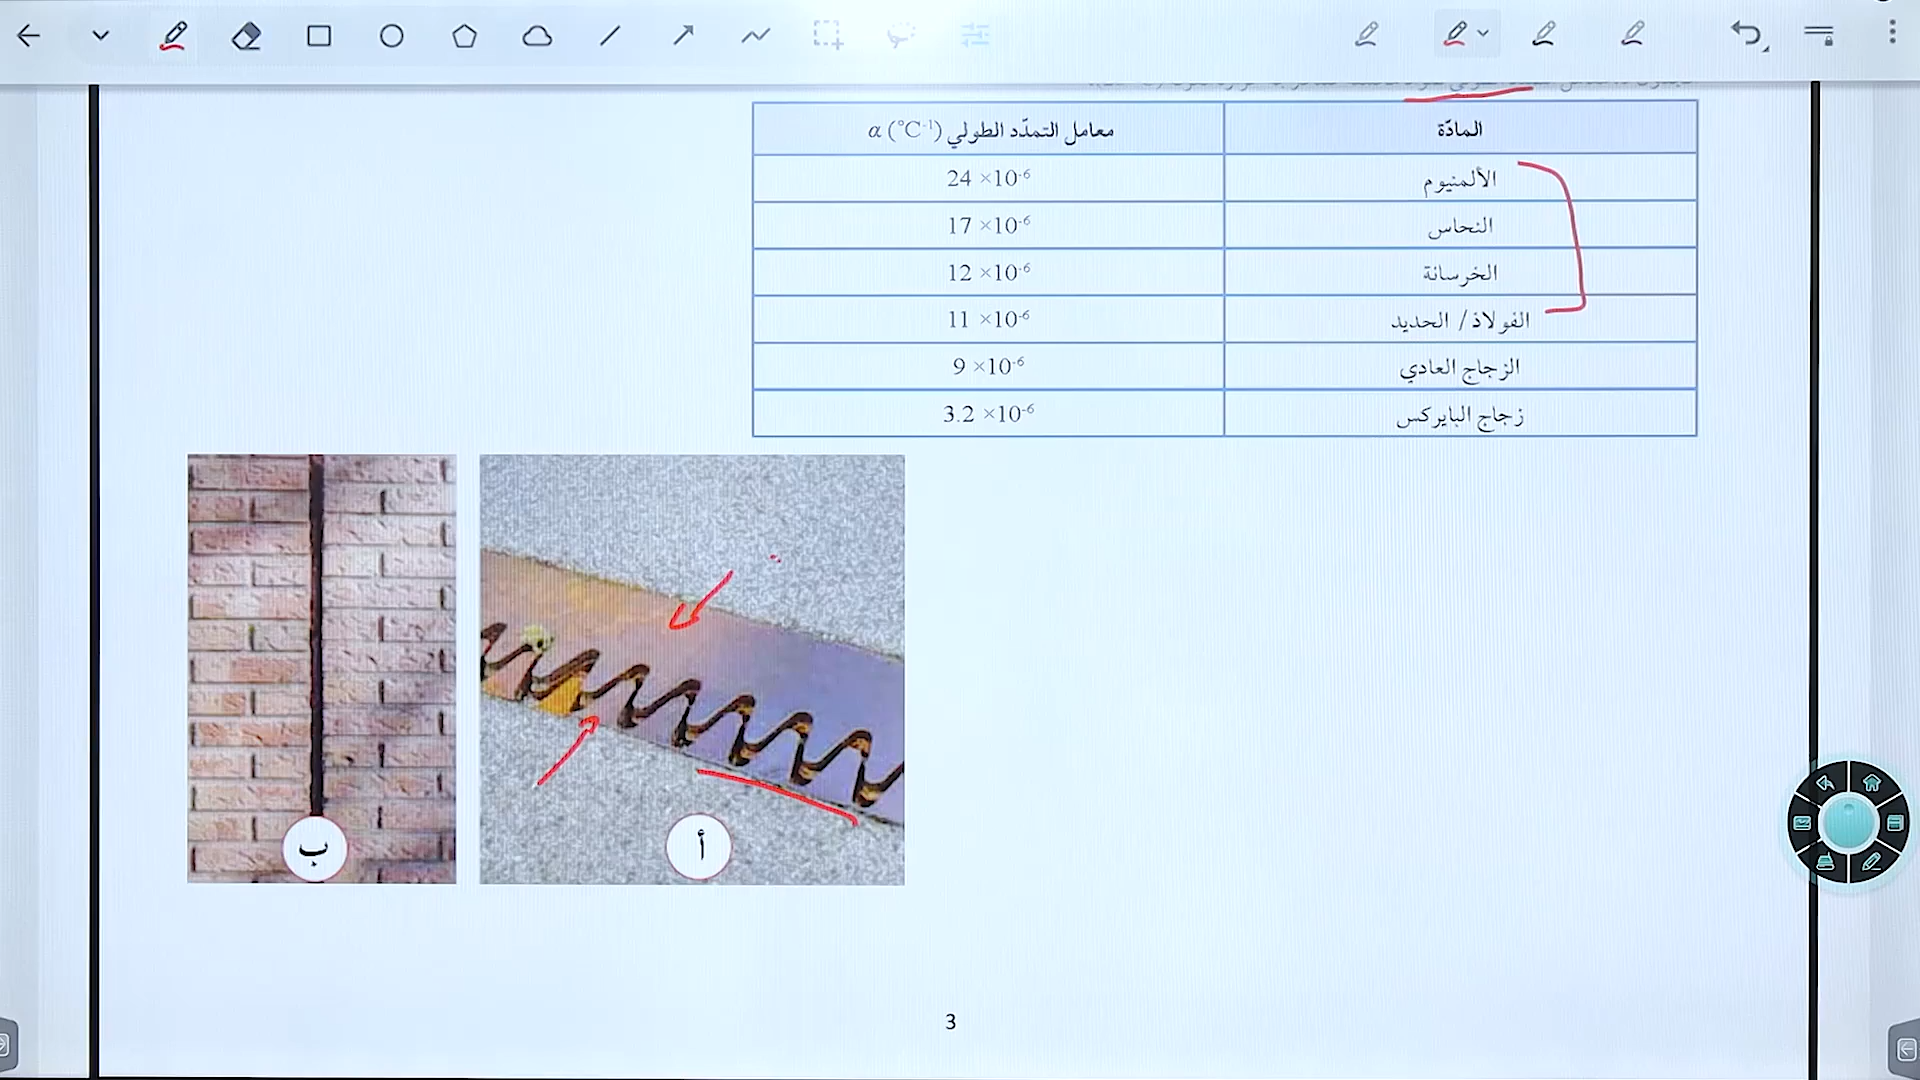 المادّة معامل التمدّد الطولي α (°C⁻¹)
الألمنيوم 24 ×10⁻⁶
النحاس 17 ×10⁻⁶
الخرسانة 12 ×10⁻⁶
الفولاذ/ الحديد 11 ×10⁻⁶
الزجاج العادي 9 ×10⁻⁶
زجاج البايركس 3.2 ×10⁻⁶
أ
ب
3